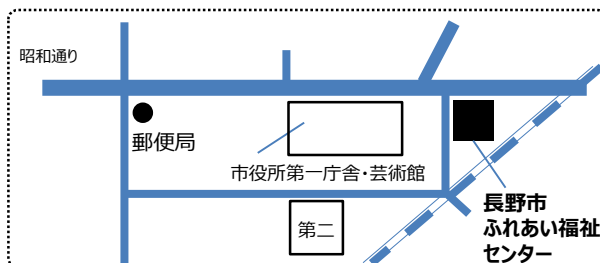 昭和通り
郵便局
市役所第一庁舎・芸術館
第二
長野市
ふれあい福祉
センター